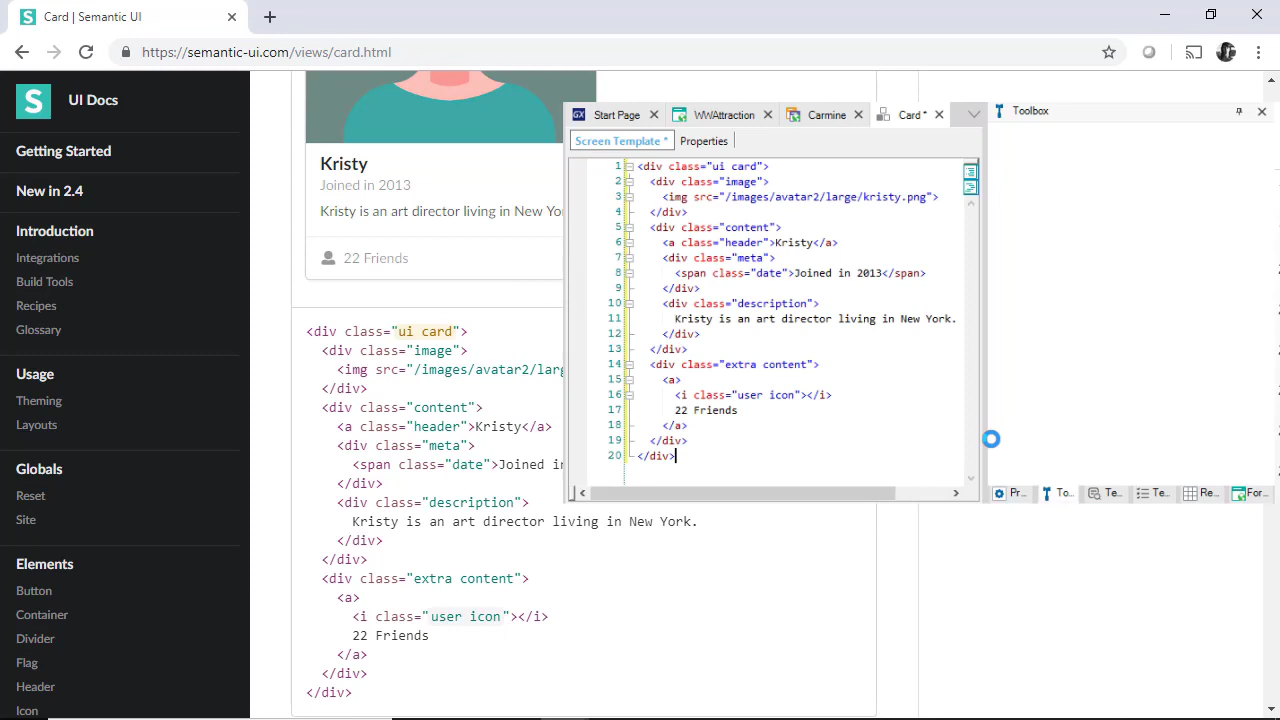 Card | Semantic UI
https://semantic-ui.com/views/card.html
S
UI Docs
Getting Started
New in 2.4
Introduction
Integrations
Build Tools
Recipes
Glossary
Usage
Theming
Layouts
Globals
Reset
Site
Elements
Button
Container
Divider
Flag
Header
Icon
Kristy
Joined in 2013
Kristy is an art director living in New Yo
22 Friends
<div class="ui card">
<div class="image">
<img src="/images/avatar2/larg
</div>
<div class="content">
<a class="header">Kristy</a>
<div class="meta">
<span class="date">Joined in
</div>
<div class="description">
Kristy is an art director living in New York.
</div>
</div>
<div class="extra content">
<a>
<i class="user icon"></i>
22 Friends
</a>
</div>
</div>
GX Start Page
WWAttraction
Carmine
Card *
Screen Template *
Properties
1 <div class="ui card">
2 <div class="image">
3 <img src="/images/avatar2/large/kristy.png">
4 </div>
5 <div class="content">
6 <a class="header">Kristy</a>
7 <div class="meta">
8 <span class="date">Joined in 2013</span>
9 </div>
10 <div class="description">
11 Kristy is an art director living in New York.
12 </div>
13 </div>
14 <div class="extra content">
15 <a>
16 <i class="user icon"></i>
17 22 Friends
18 </a>
19 </div>
20 </div>
Toolbox
Pr...
To...
Te...
Te...
Re...
For...